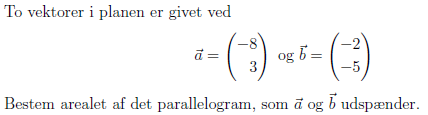 To vektorer i planen er givet ved
$\vec{a} = \begin{pmatrix} -8 \\ 3 \end{pmatrix}$ og $\vec{b} = \begin{pmatrix} -2 \\ -5 \end{pmatrix}$
Bestem arealet af det parallelogram, som $\vec{a}$ og $\vec{b}$ udspænder.